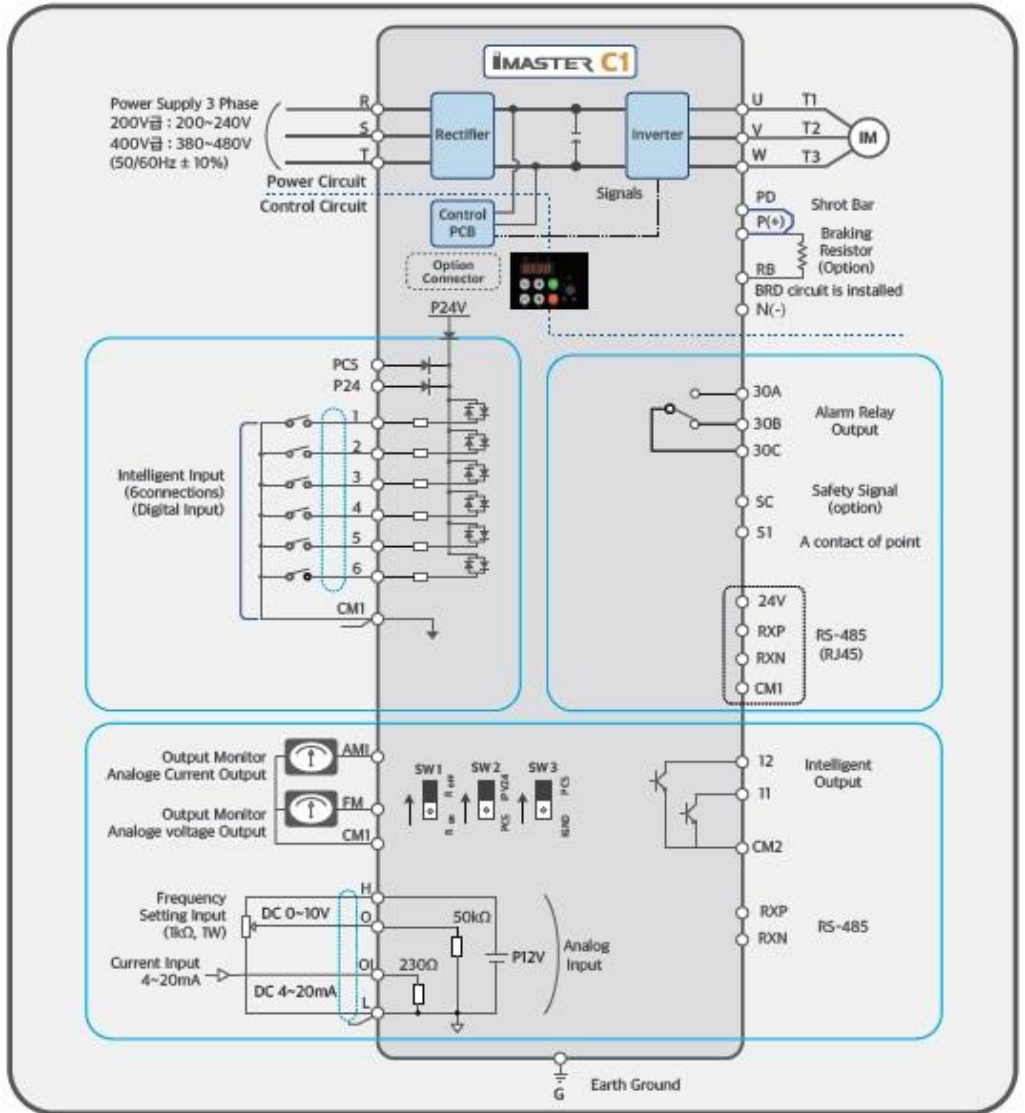 iMASTER C1
Power Supply 3 Phase
200V급 : 200~240V
400V급 : 380~480V
(50/60Hz ± 10%)
R
S
T
Rectifier
Inverter
U T1
V T2
W T3
IM
Power Circuit
Control Circuit
Signals
Control
PCB
Option
Connector
PD
P(+)
Shrot Bar
Braking
Resistor
(Option)
RB
BRD circuit is installed
N(-)
P24V
PCS
P24
1
2
3
4
5
6
CM1
Intelligent Input
(6connections)
(Digital Input)
30A
30B
30C
Alarm Relay
Output
SC
S1
Safety Signal
(option)
A contact of point
24V
RXP
RXN
CM1
RS-485
(RJ45)
Output Monitor
Analoge Current Output
AMI
Output Monitor
Analoge voltage Output
FM
CM1
SW1
R OFF
R ON
SW2
PV24
PCS
SW3
PCS
12
11
CM2
Intelligent
Output
Frequency
Setting Input
(1kΩ, 1W)
DC 0~10V
H
O
OI
L
Current Input
4~20mA
DC 4~20mA
50kΩ
230Ω
P12V
Analog
Input
RXP
RXN
RS-485
G
Earth Ground